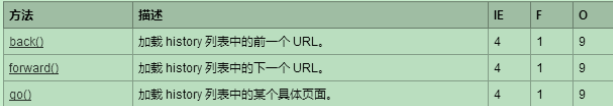 方法 描述 IE F O
back() 加载 history 列表中的前一个 URL。 4 1 9
forward() 加载 history 列表中的下一个 URL。 4 1 9
go() 加载 history 列表中的某个具体页面。 4 1 9